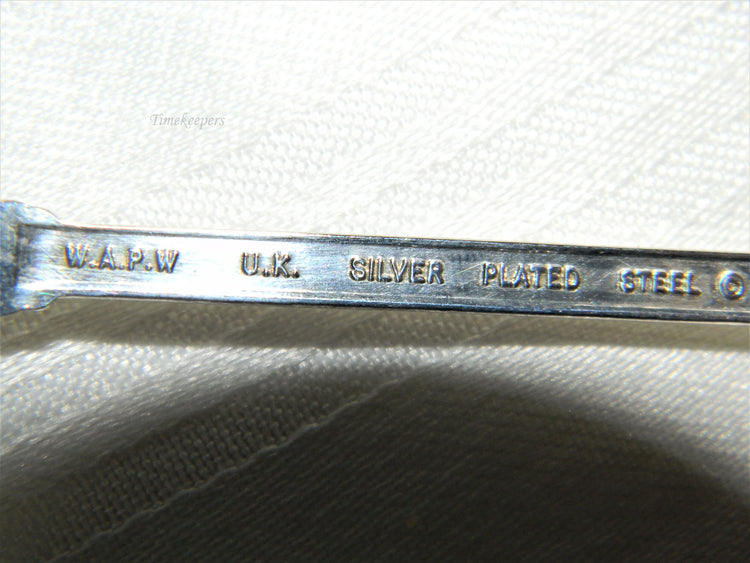 Timekeepers
W.A.P.W U.K. SILVER PLATED STEEL ©